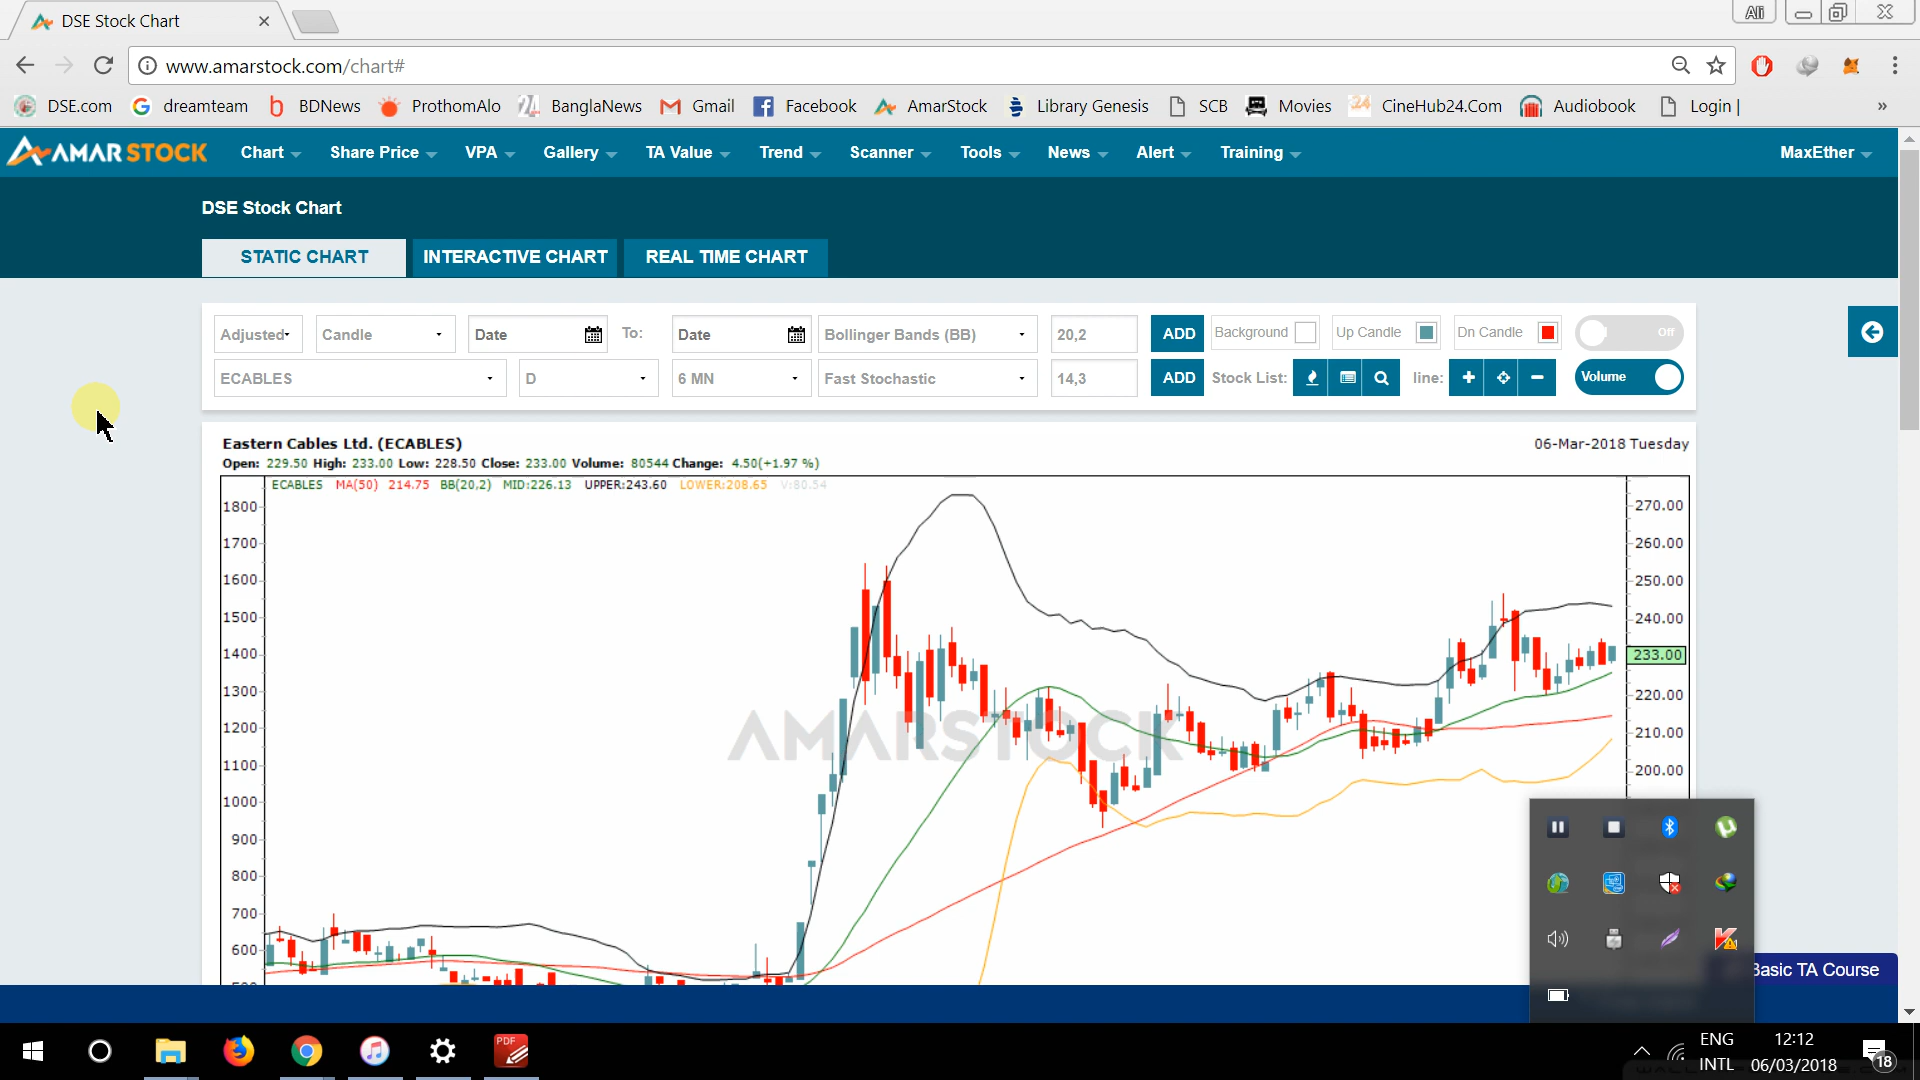 DSE Stock Chart
Ali
www.amarstock.com/chart#
DSE.com dreamteam BDNews ProthomAlo BanglaNews Gmail Facebook AmarStock Library Genesis SCB Movies CineHub24.Com Audiobook Login | »
AMAR STOCK Chart Share Price VPA Gallery TA Value Trend Scanner Tools News Alert Training MaxEther
DSE Stock Chart
STATIC CHART INTERACTIVE CHART REAL TIME CHART
Adjusted Candle Date To: Date Bollinger Bands (BB) 20,2 ADD Background Up Candle Dn Candle Off
ECABLES D 6 MN Fast Stochastic 14,3 ADD Stock List: line: Volume
Eastern Cables Ltd. (ECABLES) 06-Mar-2018 Tuesday
Open: 229.50 High: 233.00 Low: 228.50 Close: 233.00 Volume: 80544 Change: 4.50(+1.97 %)
ECABLES MA(50) 214.75 BB(20,2) MID:226.13 UPPER:243.60 LOWER:208.65 V:80.54
1800 270.00
1700 260.00
1600 250.00
1500 240.00
1400 233.00
1300 220.00
1200 210.00
1100 200.00
1000
900
800
700
600
AMARSTOCK
Basic TA Course
PDF
ENG 12:12
INTL 06/03/2018 18